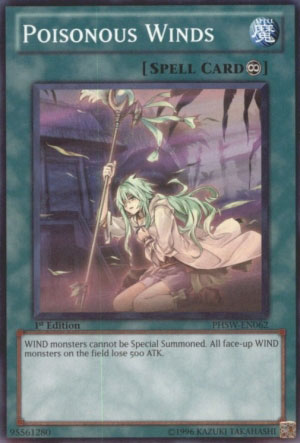 POISONOUS WINDS
魔
[SPELL CARD]
1st Edition
PHSW-EN062
WIND monsters cannot be Special Summoned. All face-up WIND
monsters on the field lose 500 ATK.
95561280
©1996 KAZUKI TAKAHASHI